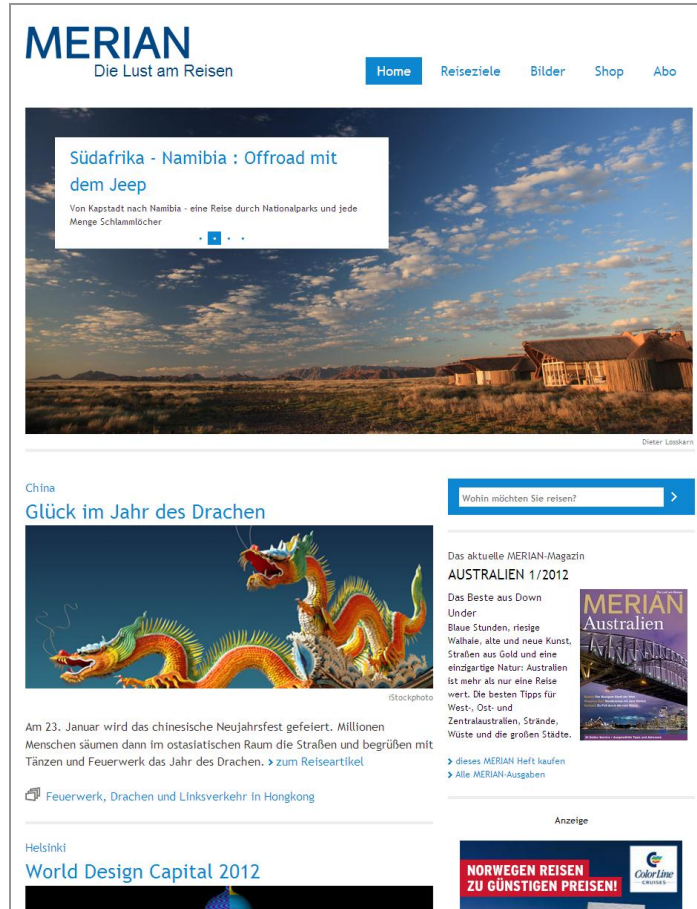 MERIAN
Die Lust am Reisen
Home Reiseziele Bilder Shop Abo
Südafrika - Namibia : Offroad mit
dem Jeep
Von Kapstadt nach Namibia - eine Reise durch Nationalparks und jede
Menge Schlammlöcher
Dieter Losskarn
China
Glück im Jahr des Drachen
iStockphoto
Am 23. Januar wird das chinesische Neujahrsfest gefeiert. Millionen
Menschen säumen dann im ostasiatischen Raum die Straßen und begrüßen mit
Tänzen und Feuerwerk das Jahr des Drachen. › zum Reiseartikel
Feuerwerk, Drachen und Linksverkehr in Hongkong
Helsinki
World Design Capital 2012
Wohin möchten Sie reisen?
Das aktuelle MERIAN-Magazin
AUSTRALIEN 1/2012
Das Beste aus Down
Under
Blaue Stunden, riesige
Walhaie, alte und neue Kunst,
Straßen aus Gold und eine
einzigartige Natur: Australien
ist mehr als nur eine Reise
wert. Die besten Tipps für
West-, Ost- und
Zentralaustralien, Strände,
Wüste und die großen Städte.
MERIAN
Australien
› dieses MERIAN Heft kaufen
› Alle MERIAN-Ausgaben
Anzeige
NORWEGEN REISEN
ZU GÜNSTIGEN PREISEN!
Color Line
CRUISES